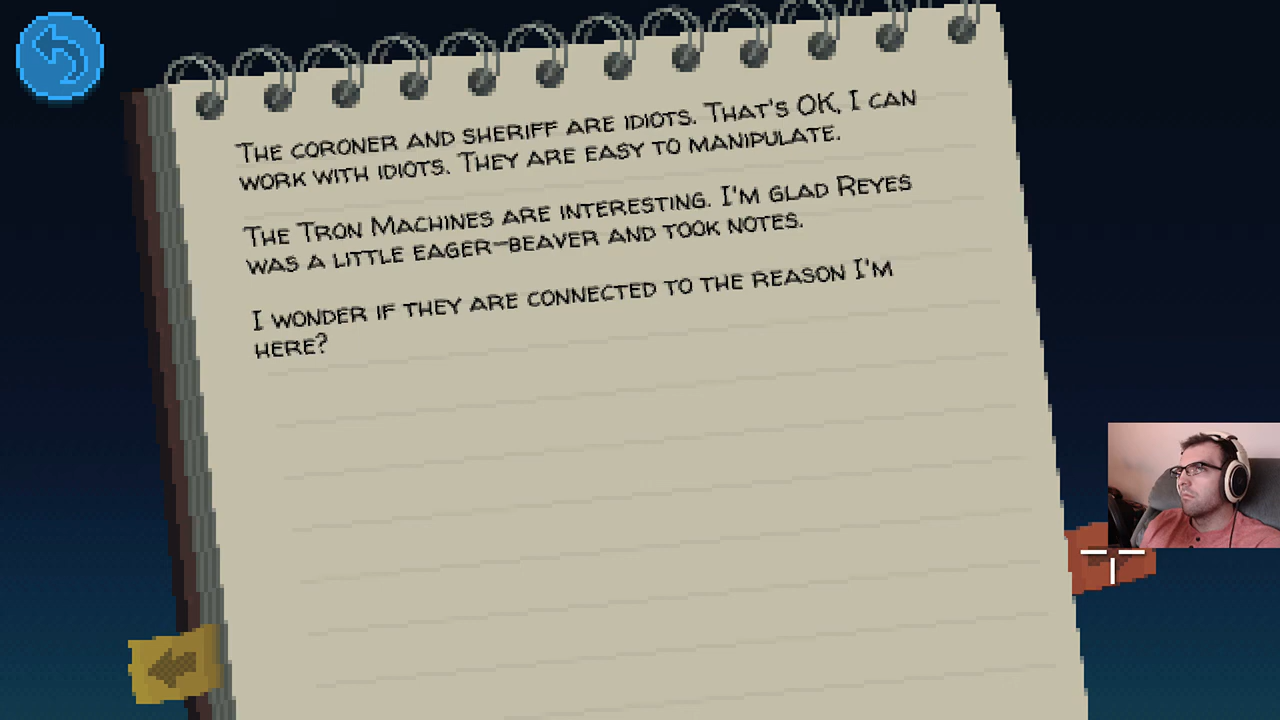 The coroner and sheriff are idiots. That's OK, I can
work with idiots. They are easy to manipulate.
The Tron Machines are interesting. I'm glad Reyes
was a little eager-beaver and took notes.
I wonder if they are connected to the reason I'm
here?